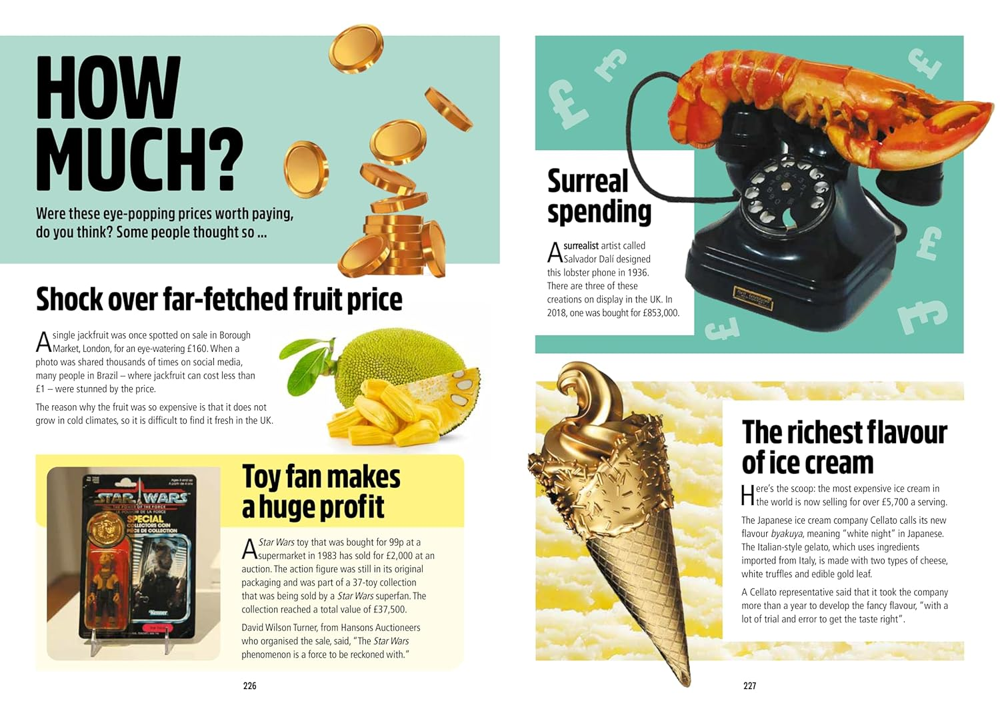 HOW
MUCH?
Were these eye-popping prices worth paying,
do you think? Some people thought so ...
Shock over far-fetched fruit price
A single jackfruit was once spotted on sale in Borough
Market, London, for an eye-watering £160. When a
photo was shared thousands of times on social media,
many people in Brazil – where jackfruit can cost less than
£1 – were stunned by the price.
The reason why the fruit was so expensive is that it does not
grow in cold climates, so it is difficult to find it fresh in the UK.
STAR WARS
THE POWER OF THE FORCE
LE POUVOIR DE LA FORCE
SPECIAL
COLLECTORS COIN
PIÈCE DE COLLECTION
Kenner
Toy fan makes
a huge profit
A Star Wars toy that was bought for 99p at a
supermarket in 1983 has sold for £2,000 at an
auction. The action figure was still in its original
packaging and was part of a 37-toy collection
that was being sold by a Star Wars superfan. The
collection reached a total value of £37,500.
David Wilson Turner, from Hansons Auctioneers
who organised the sale, said, “The Star Wars
phenomenon is a force to be reckoned with.”
226
Surreal
spending
A surrealist artist called
Salvador Dalí designed
this lobster phone in 1936.
There are three of these
creations on display in the UK. In
2018, one was bought for £853,000.
The richest flavour
of ice cream
Here’s the scoop: the most expensive ice cream in
the world is now selling for over £5,700 a serving.
The Japanese ice cream company Cellato calls its new
flavour byakuya, meaning “white night” in Japanese.
The Italian-style gelato, which uses ingredients
imported from Italy, is made with two types of cheese,
white truffles and edible gold leaf.
A Cellato representative said that it took the company
more than a year to develop the fancy flavour, “with a
lot of trial and error to get the taste right”.
227